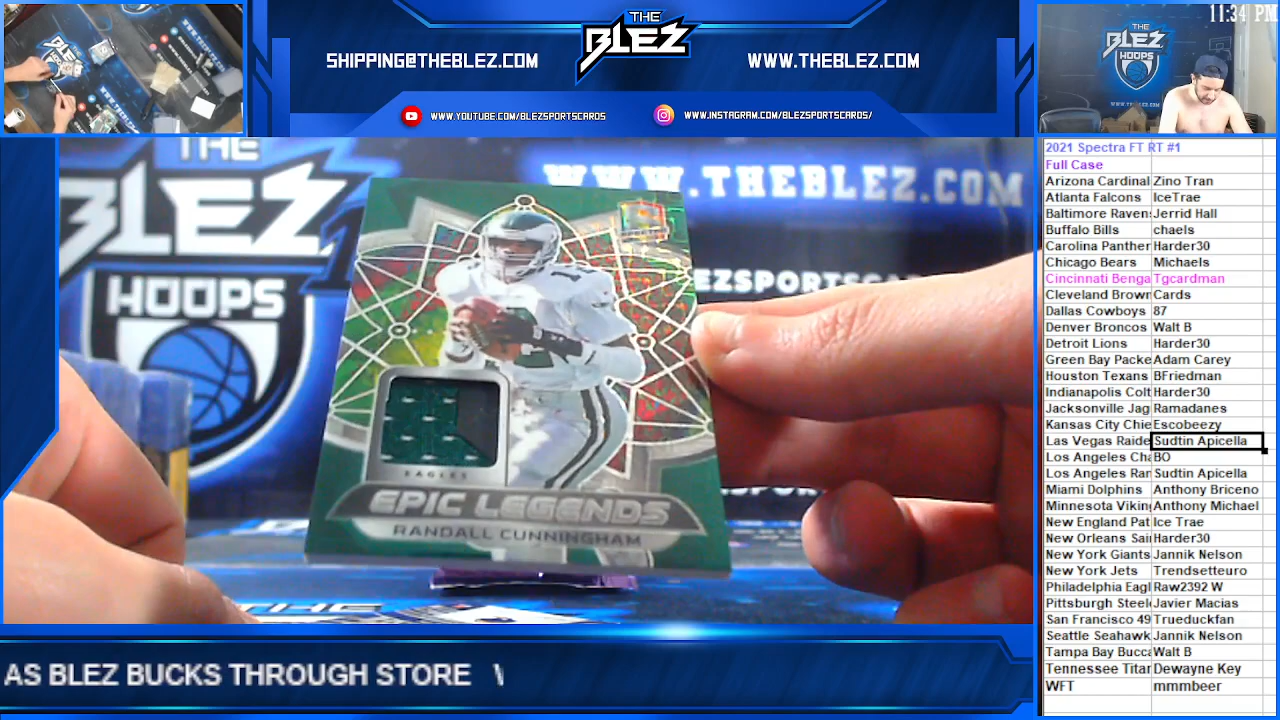 11:34 PM
THE
BLEZ
SHIPPING@THEBLEZ.COM
WWW.THEBLEZ.COM
WWW.YOUTUBE.COM/BLEZSPORTSCARDS
WWW.INSTAGRAM.COM/BLEZSPORTSCARDS/
THE
BLEZ
HOOPS
THE
BLEZ
HOOPS
WWW.THEBLEZ.COM
EAGLES
EPIC LEGENDS
RANDALL CUNNINGHAM
AS BLEZ BUCKS THROUGH STORE
2021 Spectra FT RT #1
Full Case
Arizona Cardinal Zino Tran
Atlanta Falcons IceTrae
Baltimore Raven Jerrid Hall
Buffalo Bills chaels
Carolina Panther Harder30
Chicago Bears Michaels
Cincinnati Benga Tgcardman
Cleveland Brown Cards
Dallas Cowboys 87
Denver Broncos Walt B
Detroit Lions Harder30
Green Bay Packe Adam Carey
Houston Texans BFriedman
Indianapolis Colt Harder30
Jacksonville Jag Ramadanes
Kansas City Chie Escobeezy
Las Vegas Raide Sudtin Apicella
Los Angeles Cha BO
Los Angeles Ran Sudtin Apicella
Miami Dolphins Anthony Briceno
Minnesota Vikin Anthony Michael
New England Pat Ice Trae
New Orleans Sai Harder30
New York Giants Jannik Nelson
New York Jets Trendsetteuro
Philadelphia Eagl Raw2392 W
Pittsburgh Steel Javier Macias
San Francisco 49 Trueduckfan
Seattle Seahawk Jannik Nelson
Tampa Bay Bucca Walt B
Tennessee Titan Dewayne Key
WFT mmmbeer